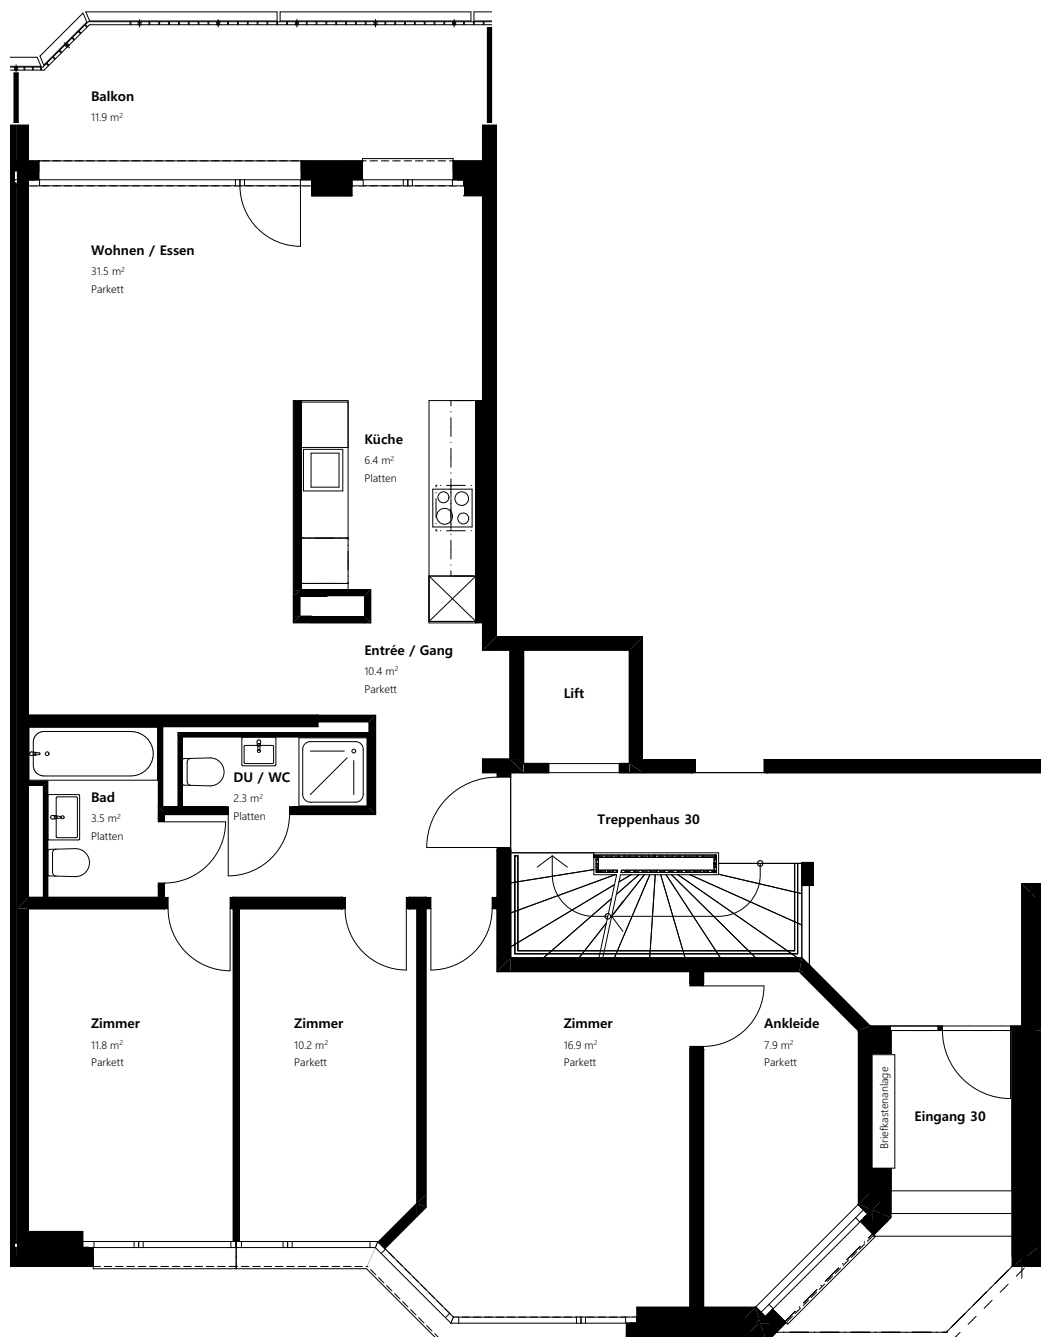 Balkon
11.9 m²
Wohnen / Essen
31.5 m²
Parkett
Küche
6.4 m²
Platten
Entrée / Gang
10.4 m²
Parkett
Lift
DU / WC
2.3 m²
Platten
Bad
3.5 m²
Platten
Treppenhaus 30
Zimmer
11.8 m²
Parkett
Zimmer
10.2 m²
Parkett
Zimmer
16.9 m²
Parkett
Ankleide
7.9 m²
Parkett
Briefkastenanlage
Eingang 30